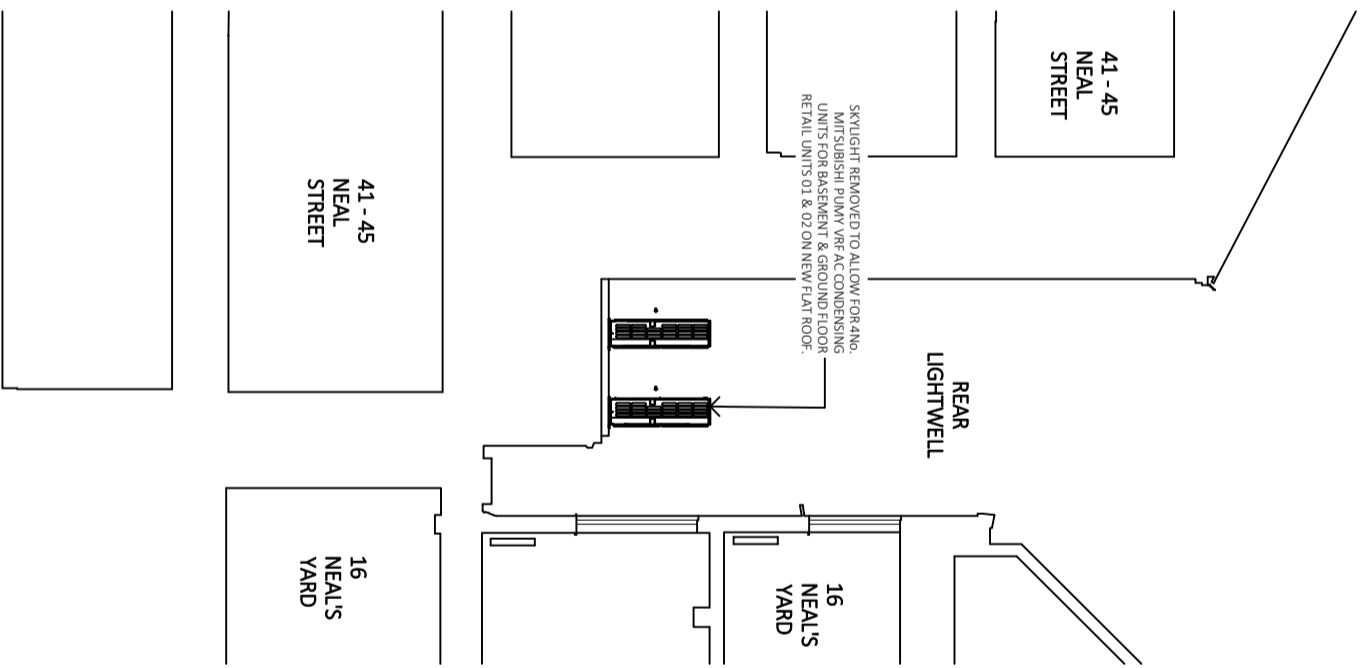 41 - 45
NEAL
STREET
SKYLIGHT REMOVED TO ALLOW FOR 4No.
MITSUBISHI PUMY VRF AC CONDENSING
UNITS FOR BASEMENT & GROUND FLOOR
RETAIL UNITS 01 & 02 ON NEW FLAT ROOF.
41 - 45
NEAL
STREET
REAR
LIGHTWELL
16
NEAL'S
YARD
16
NEAL'S
YARD